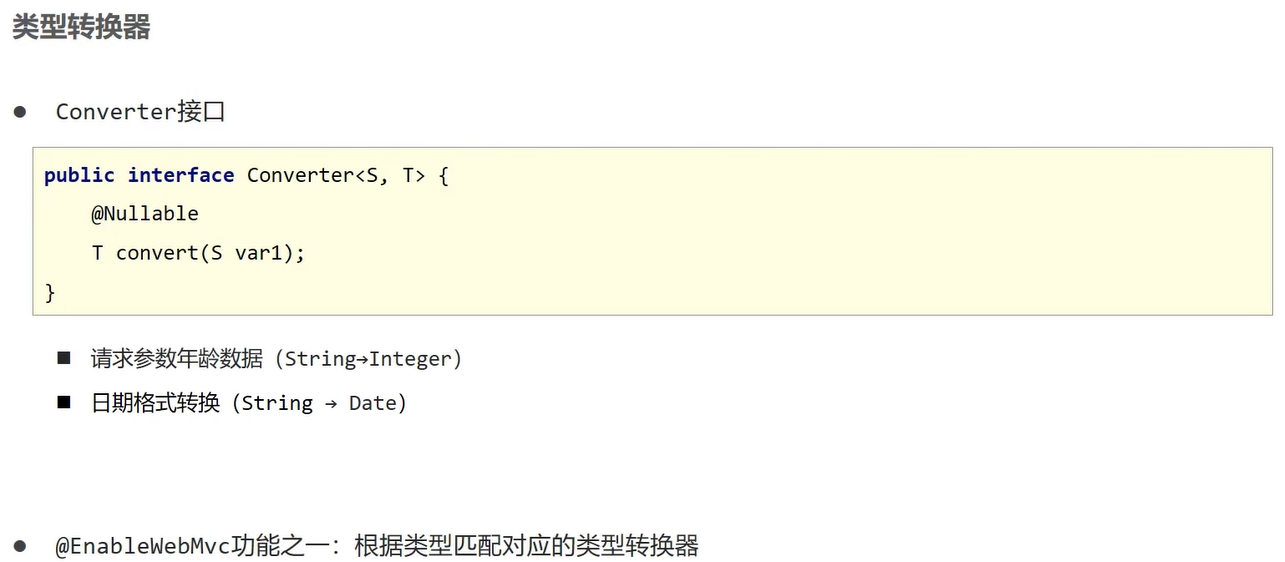 类型转换器
● Converter接口
public interface Converter<S, T> {
    @Nullable
    T convert(S var1);
}
■ 请求参数年龄数据（String→Integer）
■ 日期格式转换（String → Date）
● @EnableWebMvc功能之一：根据类型匹配对应的类型转换器